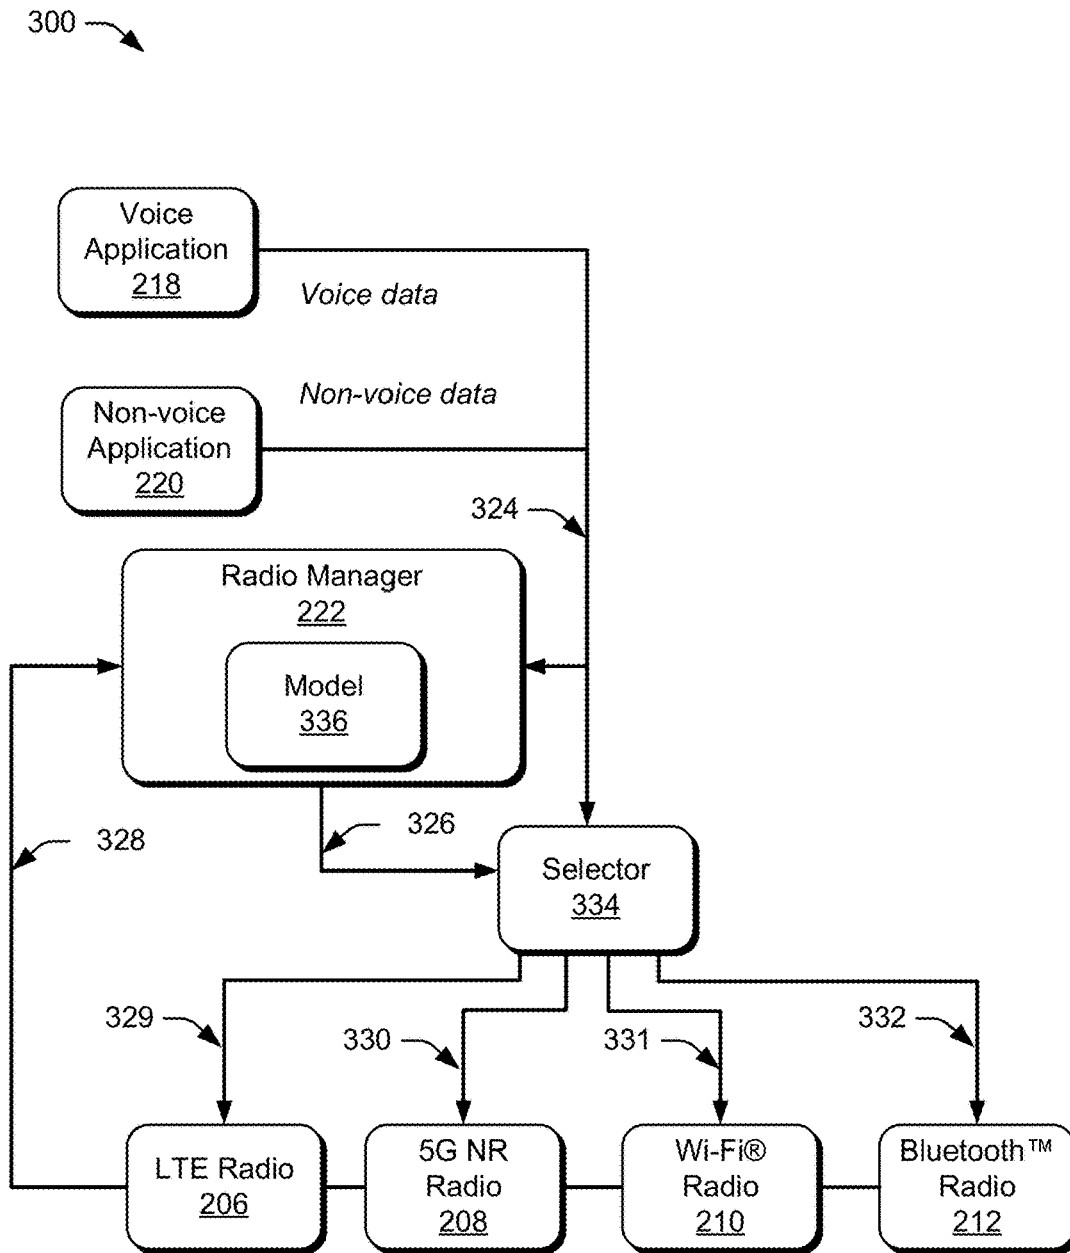 300
Voice
Application
218
Voice data
Non-voice data
Non-voice
Application
220
324
Radio Manager
222
Model
336
328
326
Selector
334
329
330
331
332
LTE Radio
206
5G NR
Radio
208
Wi-Fi®
Radio
210
Bluetooth™
Radio
212